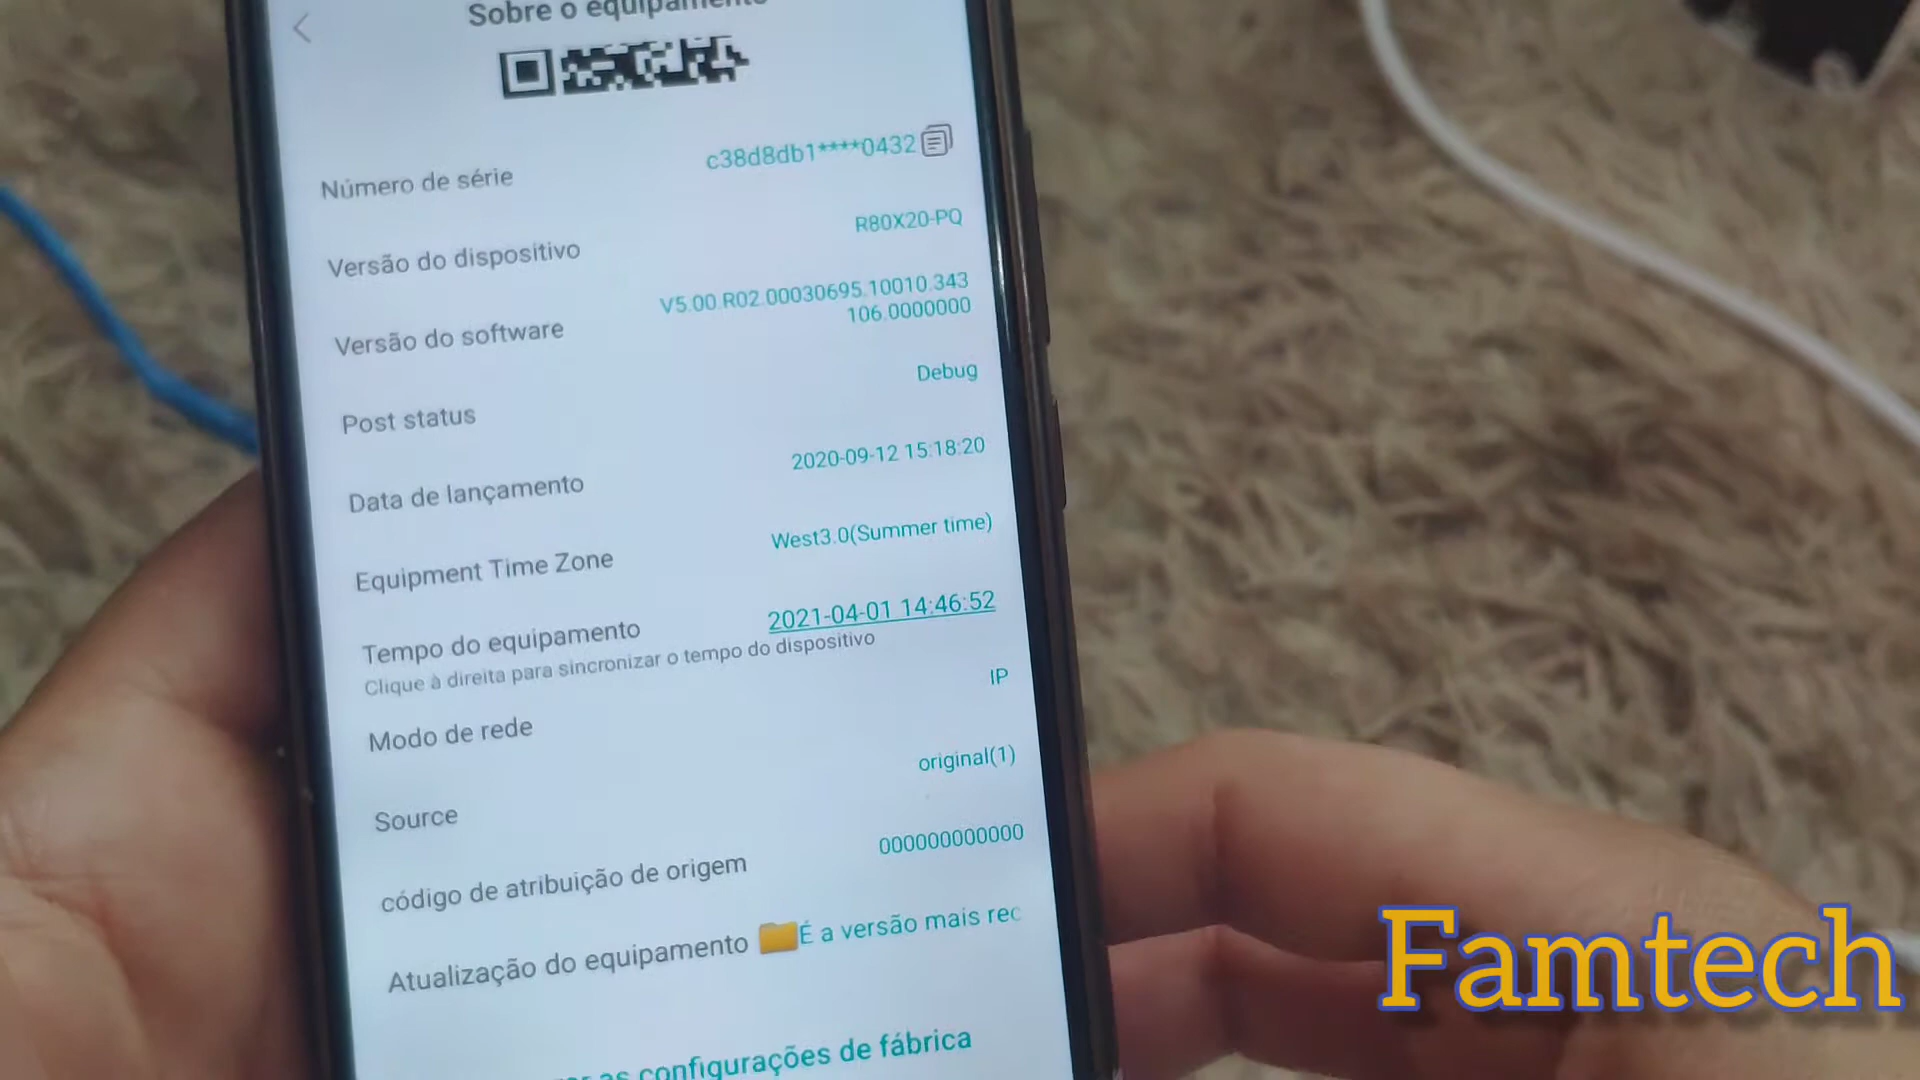 Sobre o equipamento
Número de série
c38d8db1****0432
Versão do dispositivo
R80X20-PQ
Versão do software
V5.00.R02.00030695.10010.343
106.0000000
Post status
Debug
Data de lançamento
2020-09-12 15:18:20
Equipment Time Zone
West3.0(Summer time)
Tempo do equipamento
2021-04-01 14:46:52
Clique à direita para sincronizar o tempo do dispositivo
Modo de rede
IP
Source
original(1)
código de atribuição de origem
000000000000
Atualização do equipamento
É a versão mais rec
as configurações de fábrica
Famtech